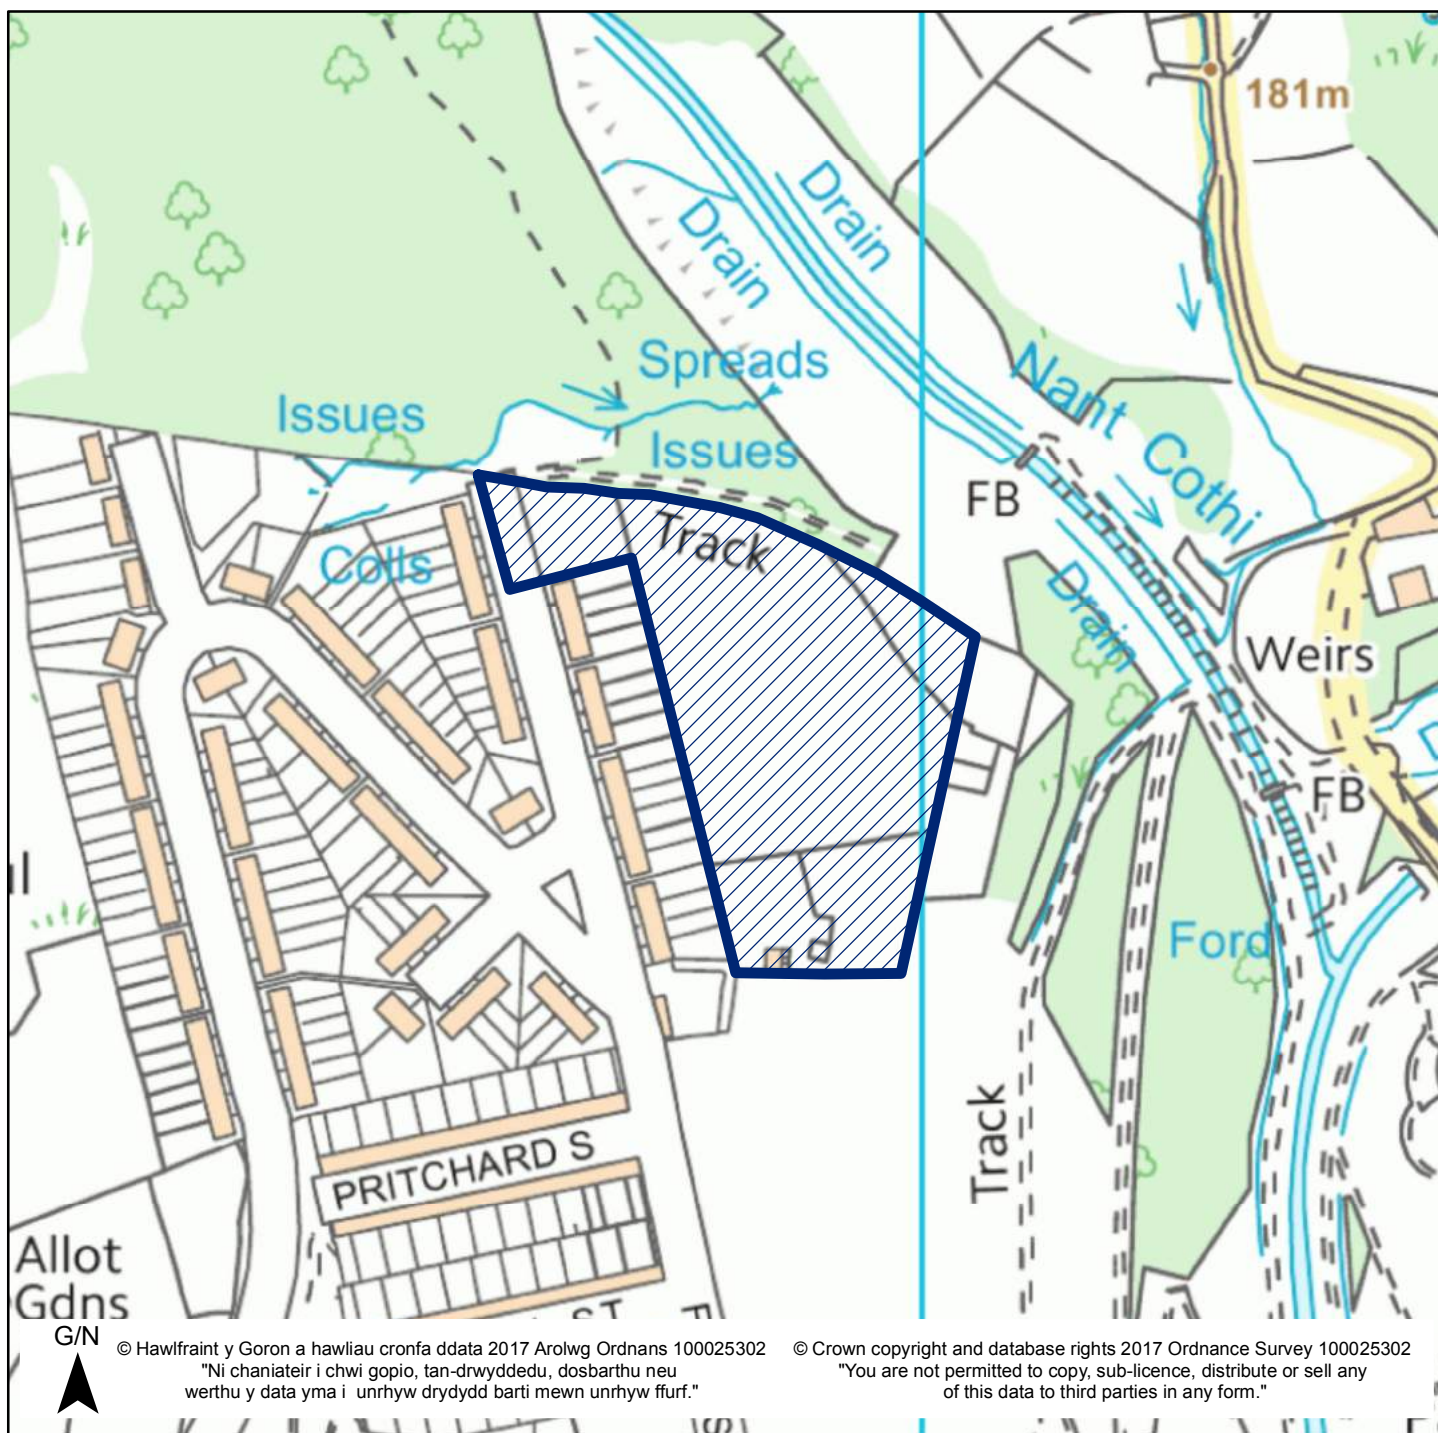 181m
Drain
Drain
Spreads
Issues
Issues
Nant Cothi
FB
Track
Colls
Drain
Weirs
FB
Ford
Track
PRITCHARD S
Allot
Gdns
ST
G/N
© Hawlfraint y Goron a hawliau cronfa ddata 2017 Arolwg Ordnans 100025302
"Ni chaniateir i chwi gopio, tan-drwyddedu, dosbarthu neu
werthu y data yma i unrhyw drydydd barti mewn unrhyw ffurf."
© Crown copyright and database rights 2017 Ordnance Survey 100025302
"You are not permitted to copy, sub-licence, distribute or sell any
of this data to third parties in any form."